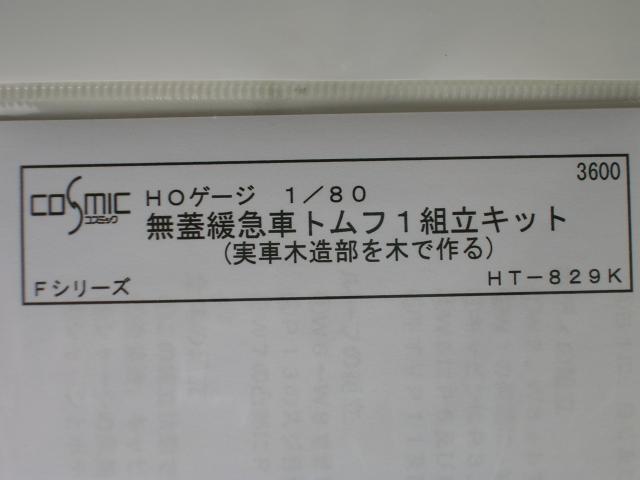 3600
COSMIC
コスミック
HOゲージ 1/80
無蓋緩急車トムフ1組立キット
(実車木造部を木で作る)
Fシリーズ
HT-829K